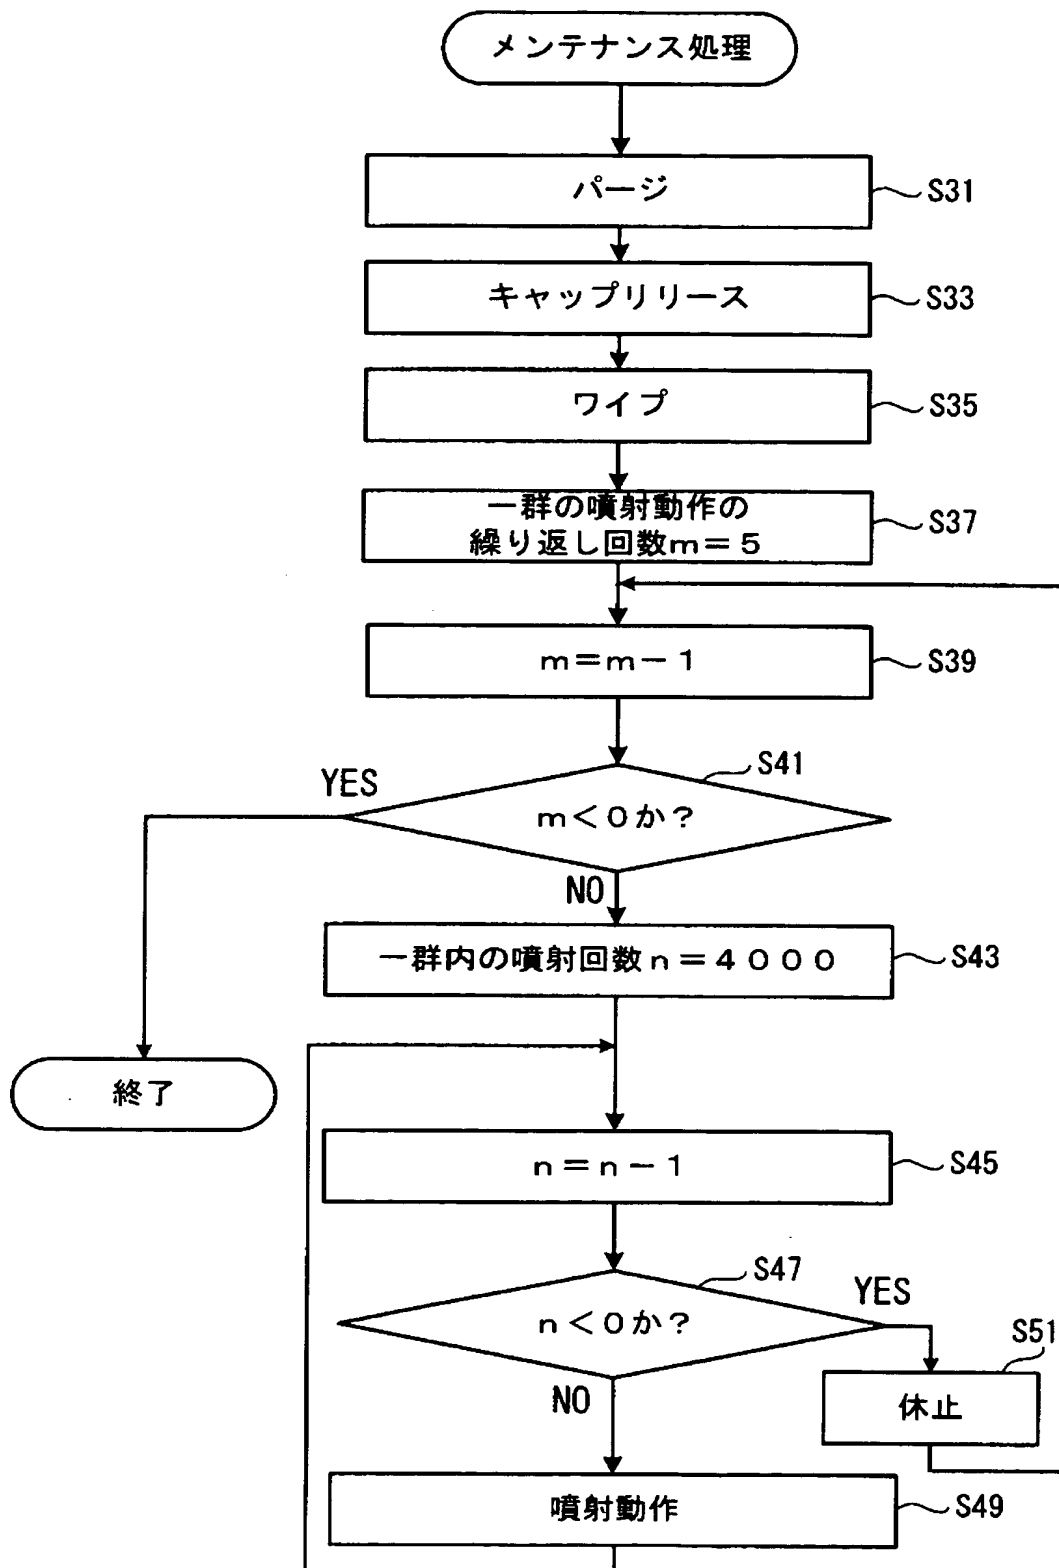 メンテナンス処理
パージ
S31
キャップリリース
S33
ワイプ
S35
一群の噴射動作の
繰り返し回数m=5
S37
m=m-1
S39
S41
YES
m<0か?
NO
一群内の噴射回数n=4000
S43
終了
n=n-1
S45
S47
YES
n<0か?
S51
NO
休止
噴射動作
S49